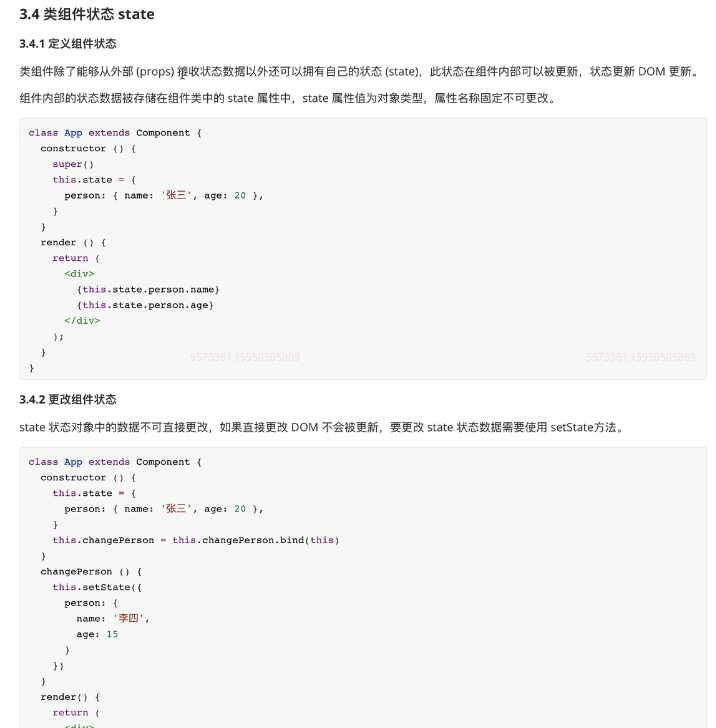 3.4 类组件状态 state
3.4.1 定义组件状态
类组件除了能够从外部 (props) 接收状态数据以外还可以拥有自己的状态 (state)，此状态在组件内部可以被更新，状态更新 DOM 更新。
组件内部的状态数据被存储在组件类中的 state 属性中，state 属性值为对象类型，属性名称固定不可更改。
class App extends Component {
  constructor () {
    super()
    this.state = {
      person: { name: '张三', age: 20 },
    }
  }
  render () {
    return (
      <div>
        {this.state.person.name}
        {this.state.person.age}
      </div>
    );
  }
5573361:15950505889 5573361:15950505889
}
3.4.2 更改组件状态
state 状态对象中的数据不可直接更改，如果直接更改 DOM 不会被更新，要更改 state 状态数据需要使用 setState方法。
class App extends Component {
  constructor () {
    this.state = {
      person: { name: '张三', age: 20 },
    }
    this.changePerson = this.changePerson.bind(this)
  }
  changePerson () {
    this.setState({
      person: {
        name: '李四',
        age: 15
      }
    })
  }
  render() {
    return (
      <div>